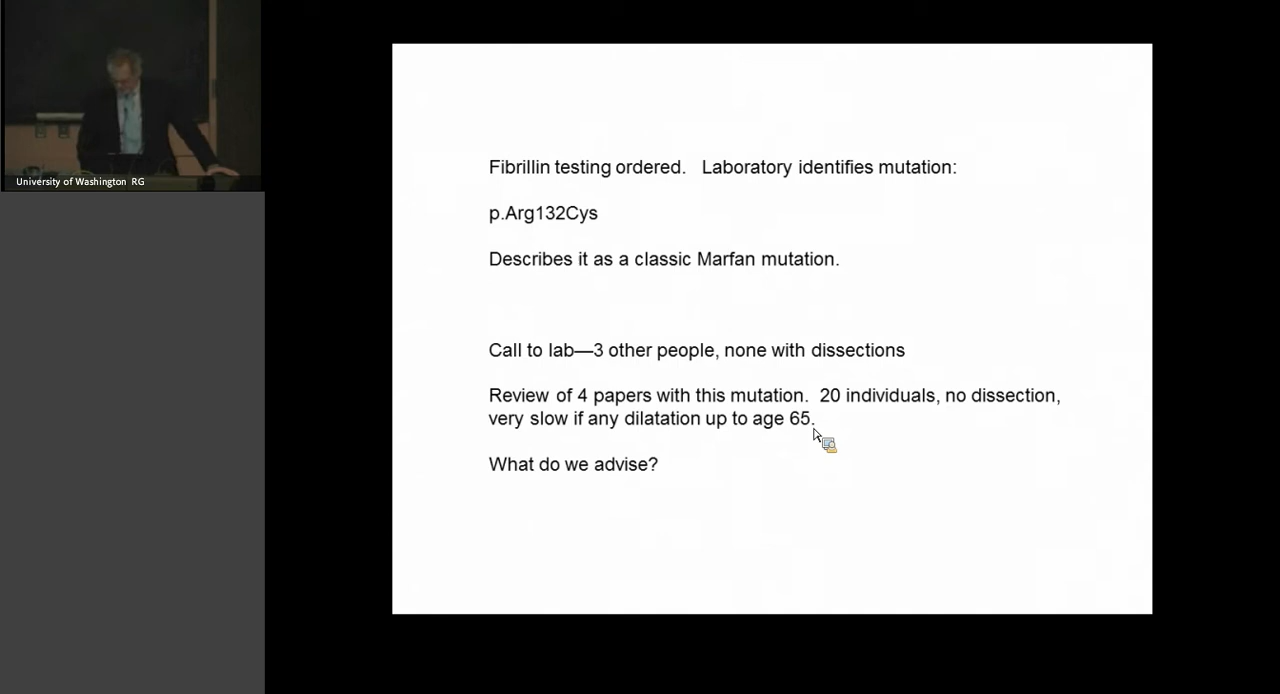 University of Washington RG
Fibrillin testing ordered. Laboratory identifies mutation:
p.Arg132Cys
Describes it as a classic Marfan mutation.
Call to lab—3 other people, none with dissections
Review of 4 papers with this mutation. 20 individuals, no dissection,
very slow if any dilatation up to age 65.
What do we advise?